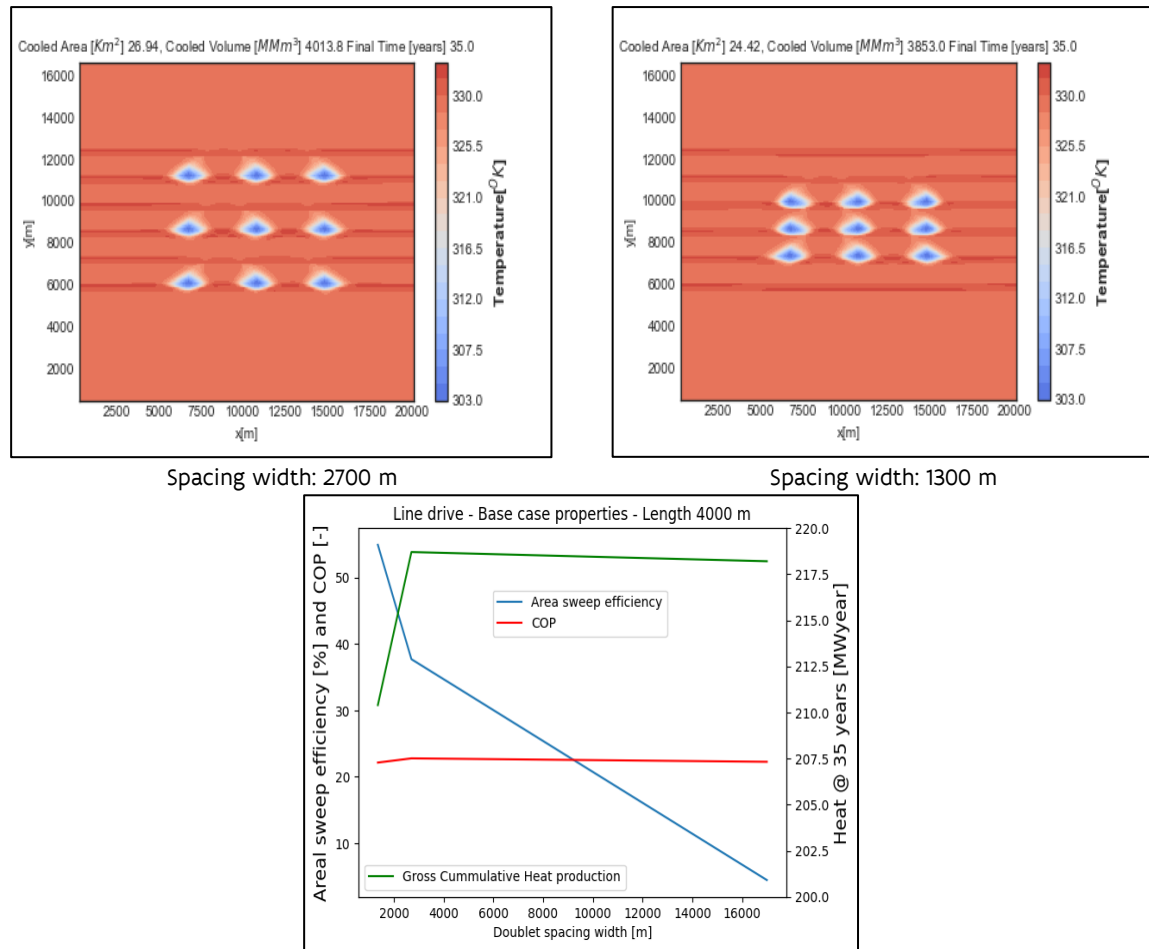 Cooled Area [Km²] 26.94, Cooled Volume [MMm³] 4013.8 Final Time [years] 35.0
16000
14000
12000
10000
8000
6000
4000
2000
y[m]
2500 5000 7500 10000 12500 15000 17500 20000
x[m]
330.0
325.5
321.0
316.5
312.0
307.5
303.0
Temperature[°K]
Spacing width: 2700 m
Cooled Area [Km²] 24.42, Cooled Volume [MMm³] 3853.0 Final Time [years] 35.0
16000
14000
12000
10000
8000
6000
4000
2000
y[m]
2500 5000 7500 10000 12500 15000 17500 20000
x[m]
330.0
325.5
321.0
316.5
312.0
307.5
303.0
Temperature[°K]
Spacing width: 1300 m
Line drive - Base case properties - Length 4000 m
Areal sweep efficiency [%] and COP [-]
50
40
30
20
10
Area sweep efficiency
COP
Gross Cummulative Heat production
220.0
217.5
215.0
212.5
210.0
207.5
205.0
202.5
200.0
Heat @ 35 years [MWyear]
2000 4000 6000 8000 10000 12000 14000 16000
Doublet spacing width [m]